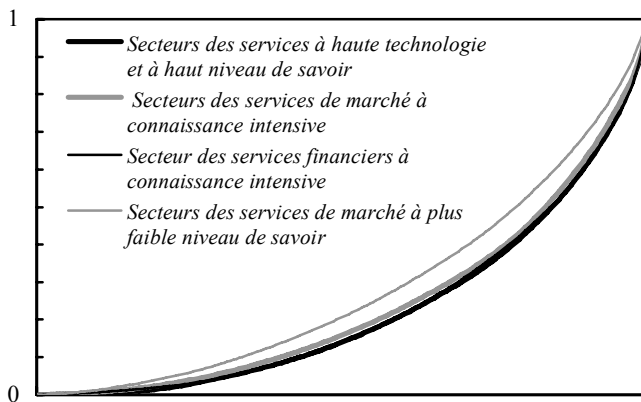 1
Secteurs des services à haute technologie
et à haut niveau de savoir
Secteurs des services de marché à
connaissance intensive
Secteur des services financiers à
connaissance intensive
Secteurs des services de marché à plus
faible niveau de savoir
0